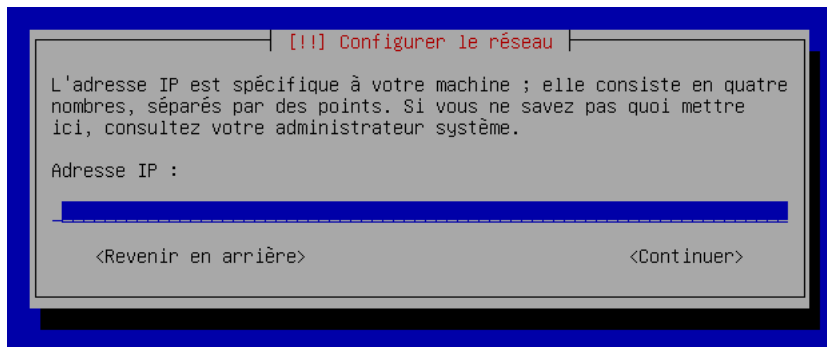 [!!] Configurer le réseau
L'adresse IP est spécifique à votre machine ; elle consiste en quatre
nombres, séparés par des points. Si vous ne savez pas quoi mettre
ici, consultez votre administrateur système.
Adresse IP :
<Revenir en arrière> <Continuer>